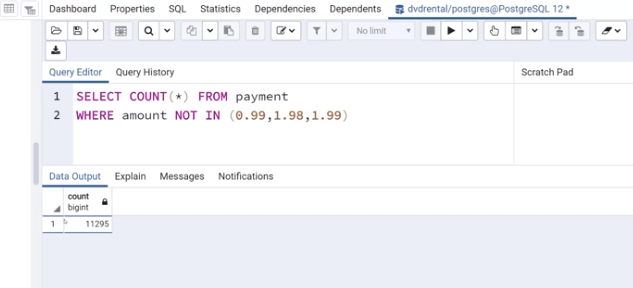 Dashboard Properties SQL Statistics Dependencies Dependents dvdrental/postgres@PostgreSQL 12 *
No limit
Query Editor Query History Scratch Pad
1 SELECT COUNT(*) FROM payment
2 WHERE amount NOT IN (0.99,1.98,1.99)
Data Output Explain Messages Notifications
count
bigint
1 11295